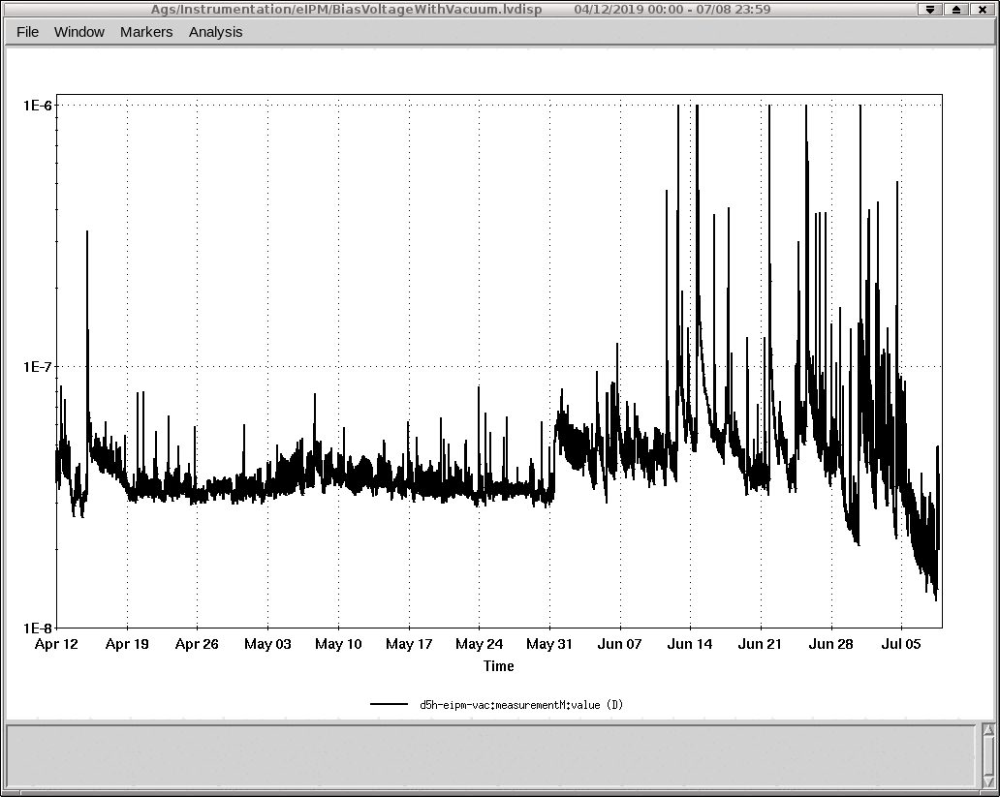 Ags/Instrumentation/eIPM/BiasVoltageWithVacuum.lvdisp 04/12/2019 00:00 - 07/08 23:59
File Window Markers Analysis
1E-6
1E-7
1E-8
Apr 12 Apr 19 Apr 26 May 03 May 10 May 17 May 24 May 31 Jun 07 Jun 14 Jun 21 Jun 28 Jul 05
Time
d5h-eipm-vac:measurementM:value (D)